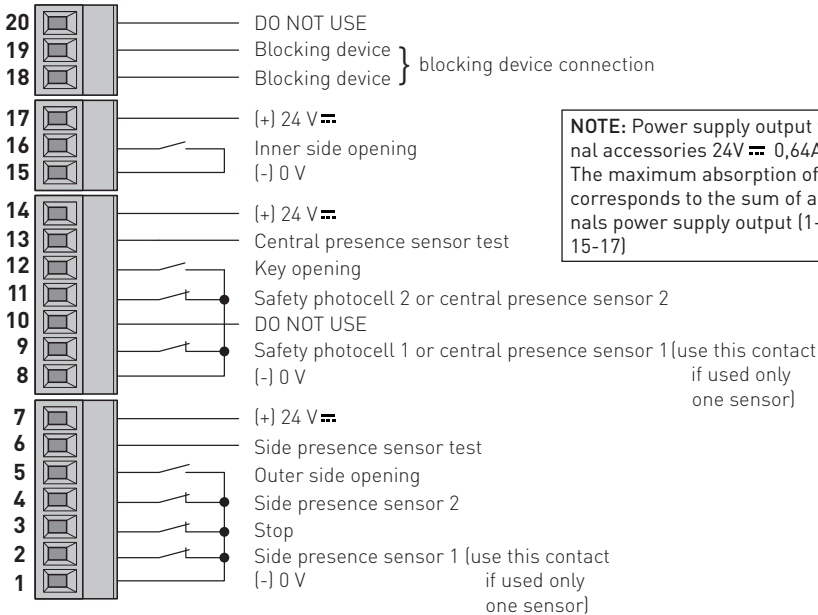 20 DO NOT USE
19 Blocking device
18 Blocking device
} blocking device connection
17 (+) 24 V
16 Inner side opening
15 (-) 0 V
NOTE: Power supply output
nal accessories 24V 0,64A
The maximum absorption of
corresponds to the sum of a
nals power supply output (1-
15-17)
14 (+) 24 V
13 Central presence sensor test
12 Key opening
11 Safety photocell 2 or central presence sensor 2
10 DO NOT USE
9 Safety photocell 1 or central presence sensor 1 (use this contact
if used only
one sensor)
8 (-) 0 V
7 (+) 24 V
6 Side presence sensor test
5 Outer side opening
4 Side presence sensor 2
3 Stop
2 Side presence sensor 1 (use this contact
if used only
one sensor)
1 (-) 0 V